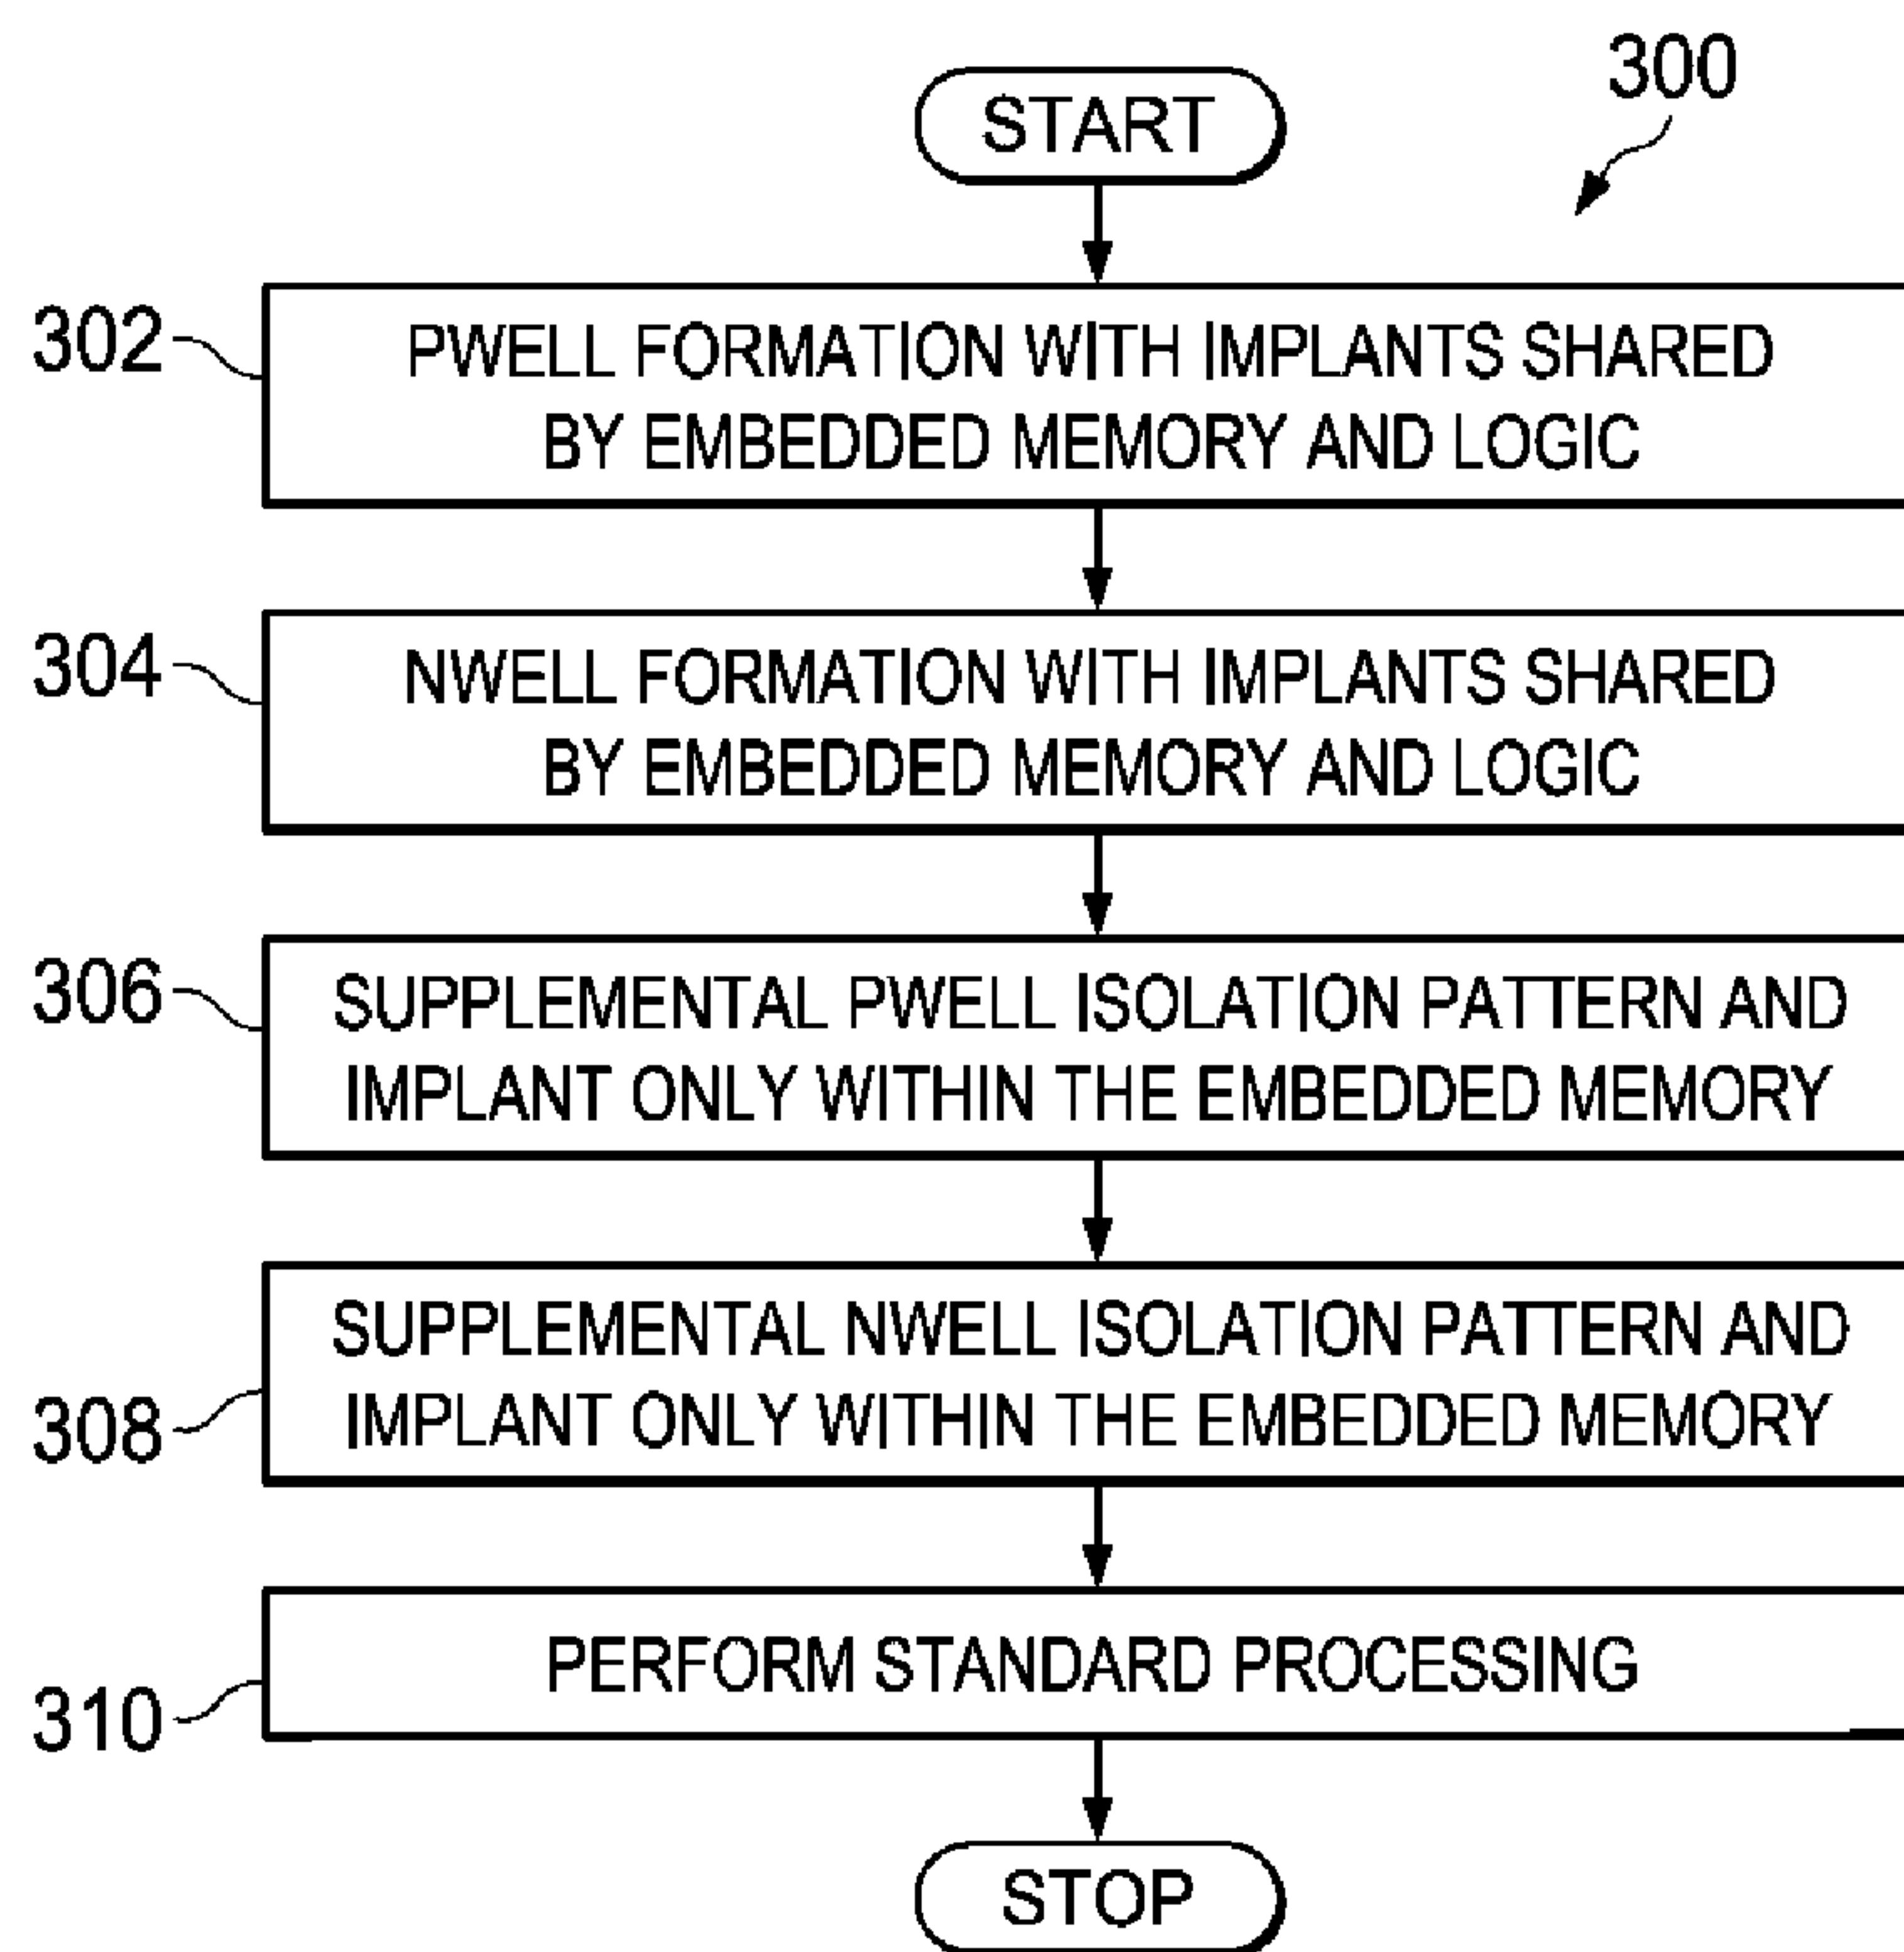 300
START
302
PWELL FORMATION WITH IMPLANTS SHARED
BY EMBEDDED MEMORY AND LOGIC
304
NWELL FORMATION WITH IMPLANTS SHARED
BY EMBEDDED MEMORY AND LOGIC
306
SUPPLEMENTAL PWELL ISOLATION PATTERN AND
IMPLANT ONLY WITHIN THE EMBEDDED MEMORY
308
SUPPLEMENTAL NWELL ISOLATION PATTERN AND
IMPLANT ONLY WITHIN THE EMBEDDED MEMORY
310
PERFORM STANDARD PROCESSING
STOP